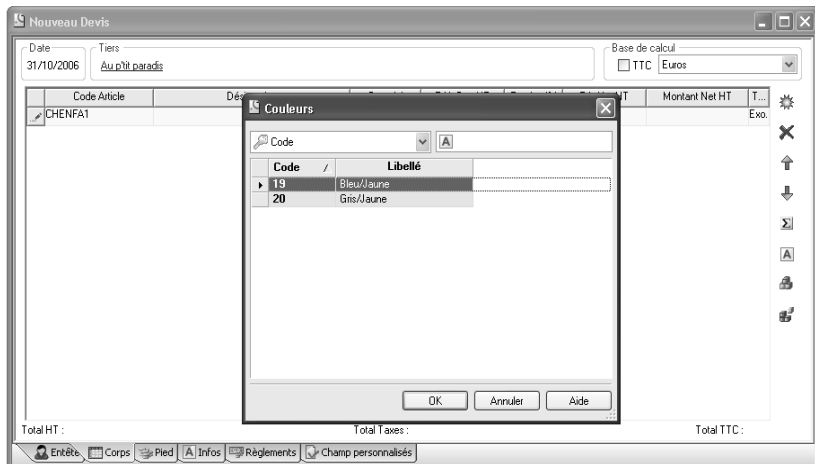 Nouveau Devis
Date Tiers Base de calcul
31/10/2006 Au p'tit paradis TTC Euros
Code Article Montant Net HT T...
CHENFA1 Exo.
Couleurs
Code A
Code / Libellé
19 Bleu/Jaune
20 Gris/Jaune
OK Annuler Aide
Total HT : Total Taxes : Total TTC :
Entête Corps Pied A Infos Règlements Champ personnalisés